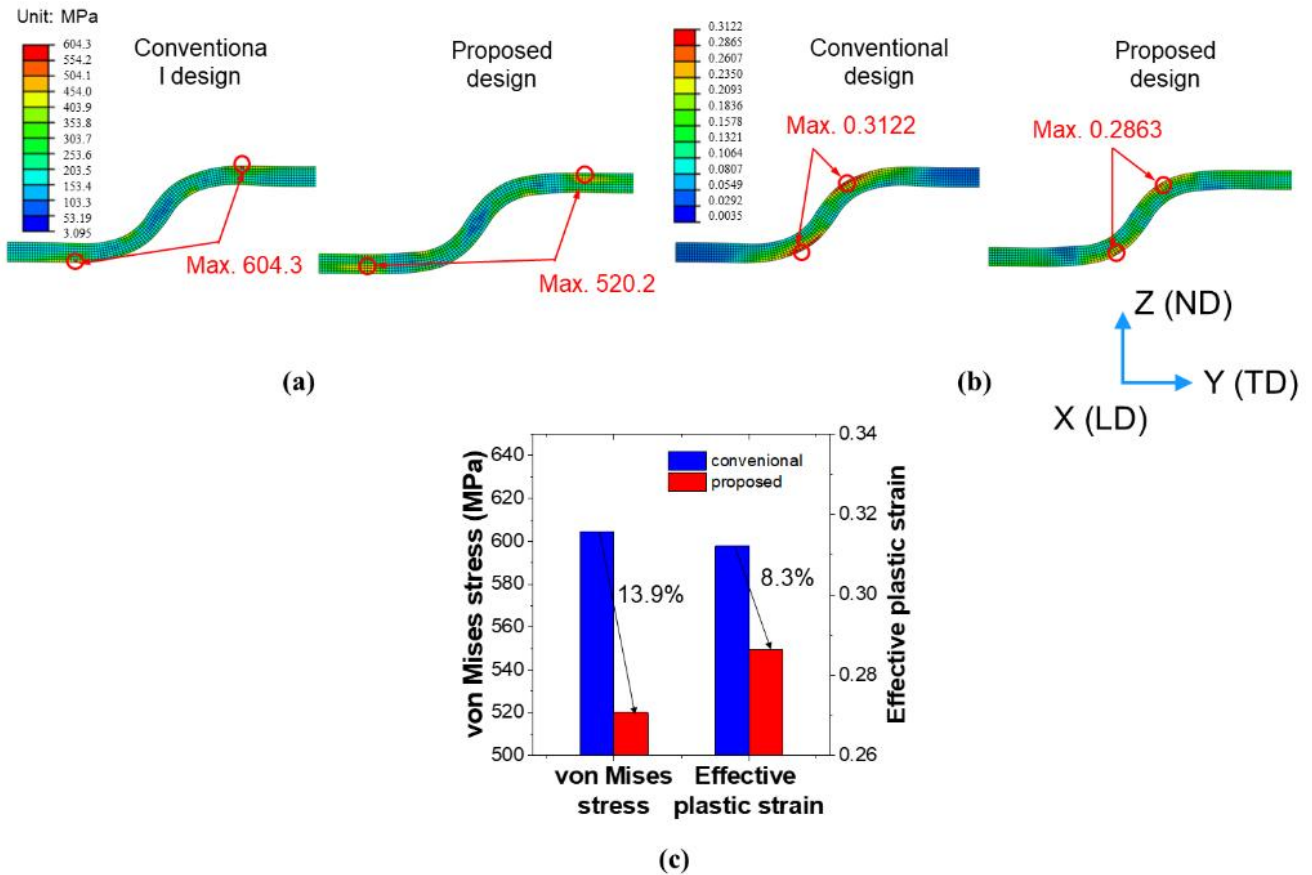 Unit: MPa
604.3
554.2
504.1
454.0
403.9
353.8
303.7
253.6
203.5
153.4
103.3
53.19
3.095
Conventiona
l design
Proposed
design
Max. 604.3
Max. 520.2
(a)
0.3122
0.2865
0.2607
0.2350
0.2093
0.1836
0.1578
0.1321
0.1064
0.0807
0.0549
0.0292
0.0035
Conventional
design
Proposed
design
Max. 0.3122
Max. 0.2863
(b)
Z (ND)
Y (TD)
X (LD)
von Mises stress (MPa)
640
620
600
580
560
540
520
500
convenional
proposed
13.9%
8.3%
0.34
0.32
0.30
0.28
0.26
Effective plastic strain
von Mises
stress
Effective
plastic strain
(c)